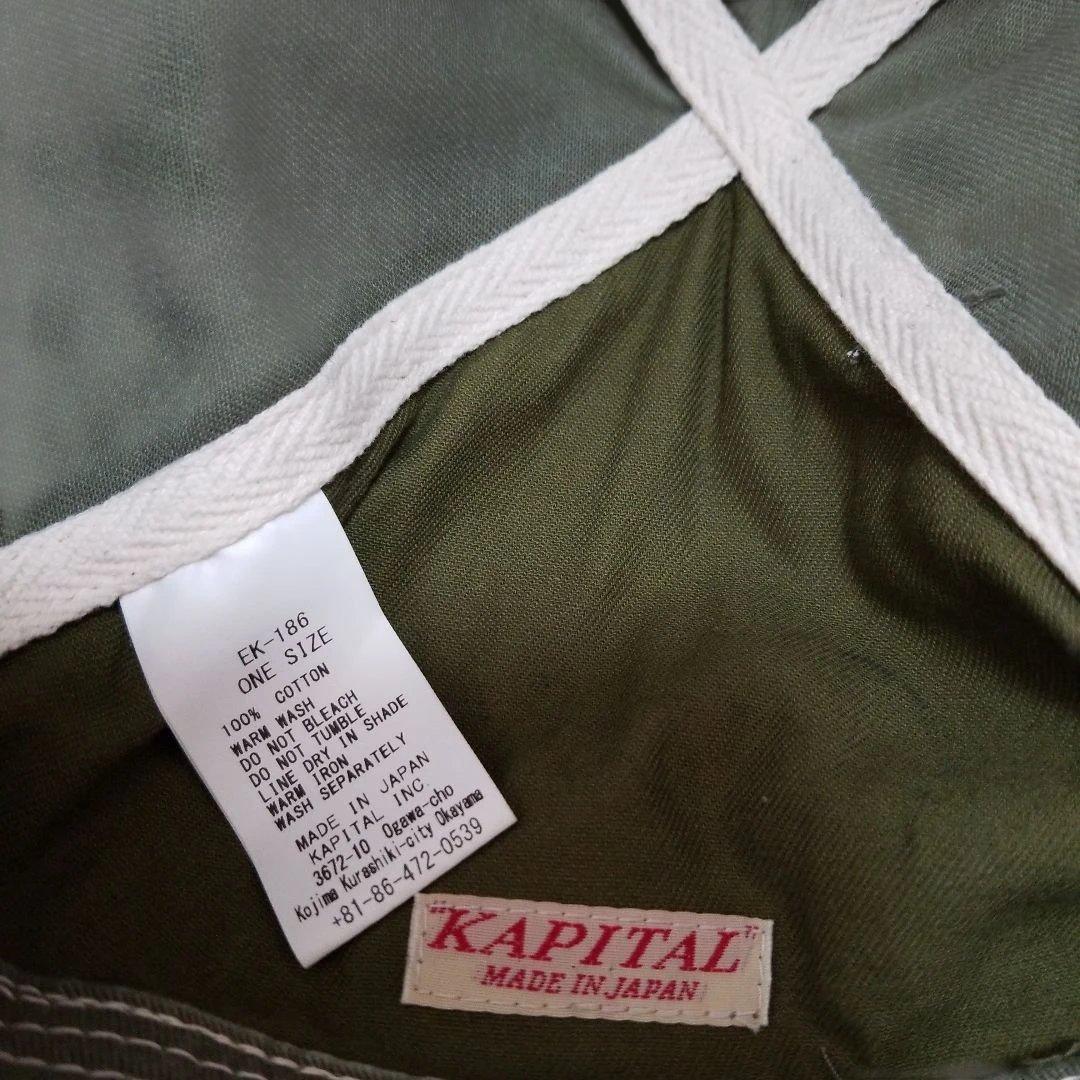 EK-186
ONE SIZE
100% COTTON
WARM WASH
DO NOT BLEACH
DO NOT TUMBLE
LINE DRY IN SHADE
WARM IRON
WASH SEPARATELY
MADE IN JAPAN
KAPITAL INC.
3672-10 Ogawa-cho
Kojima Kurashiki-city Okayama
+81-86-472-0539
"KAPITAL"
MADE IN JAPAN